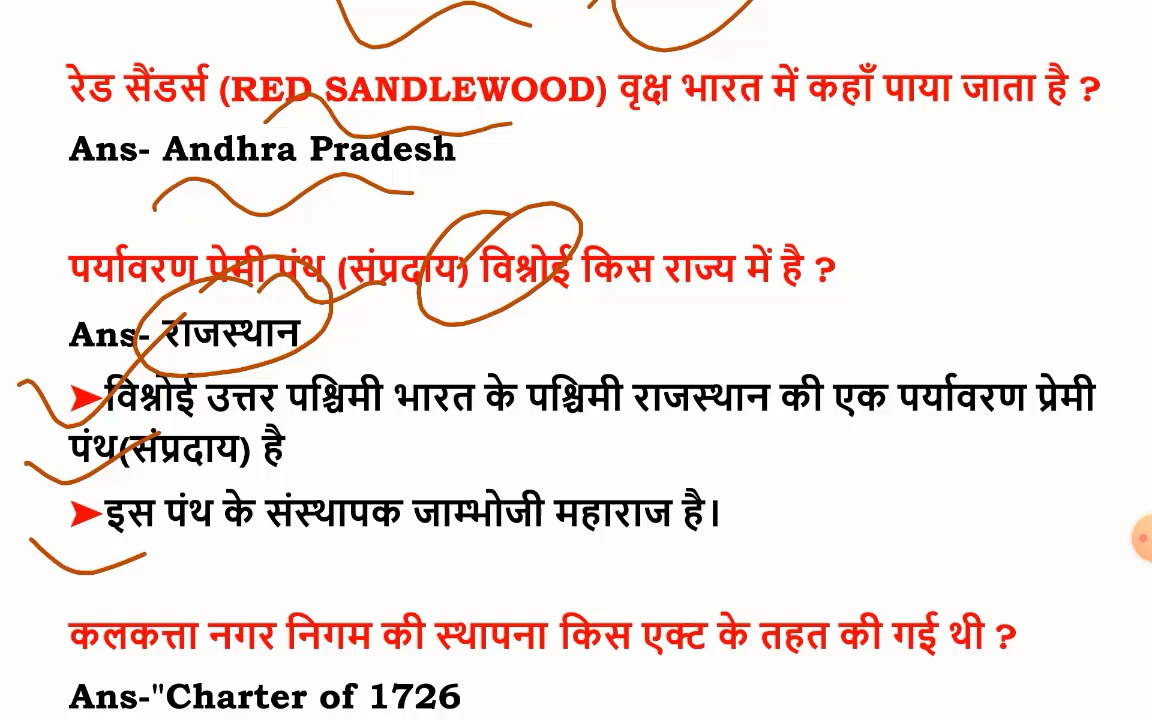 रेड सैंडर्स (RED SANDLEWOOD) वृक्ष भारत में कहाँ पाया जाता है ?
Ans- Andhra Pradesh
पर्यावरण प्रेमी पंथ (संप्रदाय) विश्नोई किस राज्य में है ?
Ans- राजस्थान
➤विश्नोई उत्तर पश्चिमी भारत के पश्चिमी राजस्थान की एक पर्यावरण प्रेमी
पंथ(संप्रदाय) है
➤इस पंथ के संस्थापक जाम्भोजी महाराज है।
कलकत्ता नगर निगम की स्थापना किस एक्ट के तहत की गई थी ?
Ans-"Charter of 1726